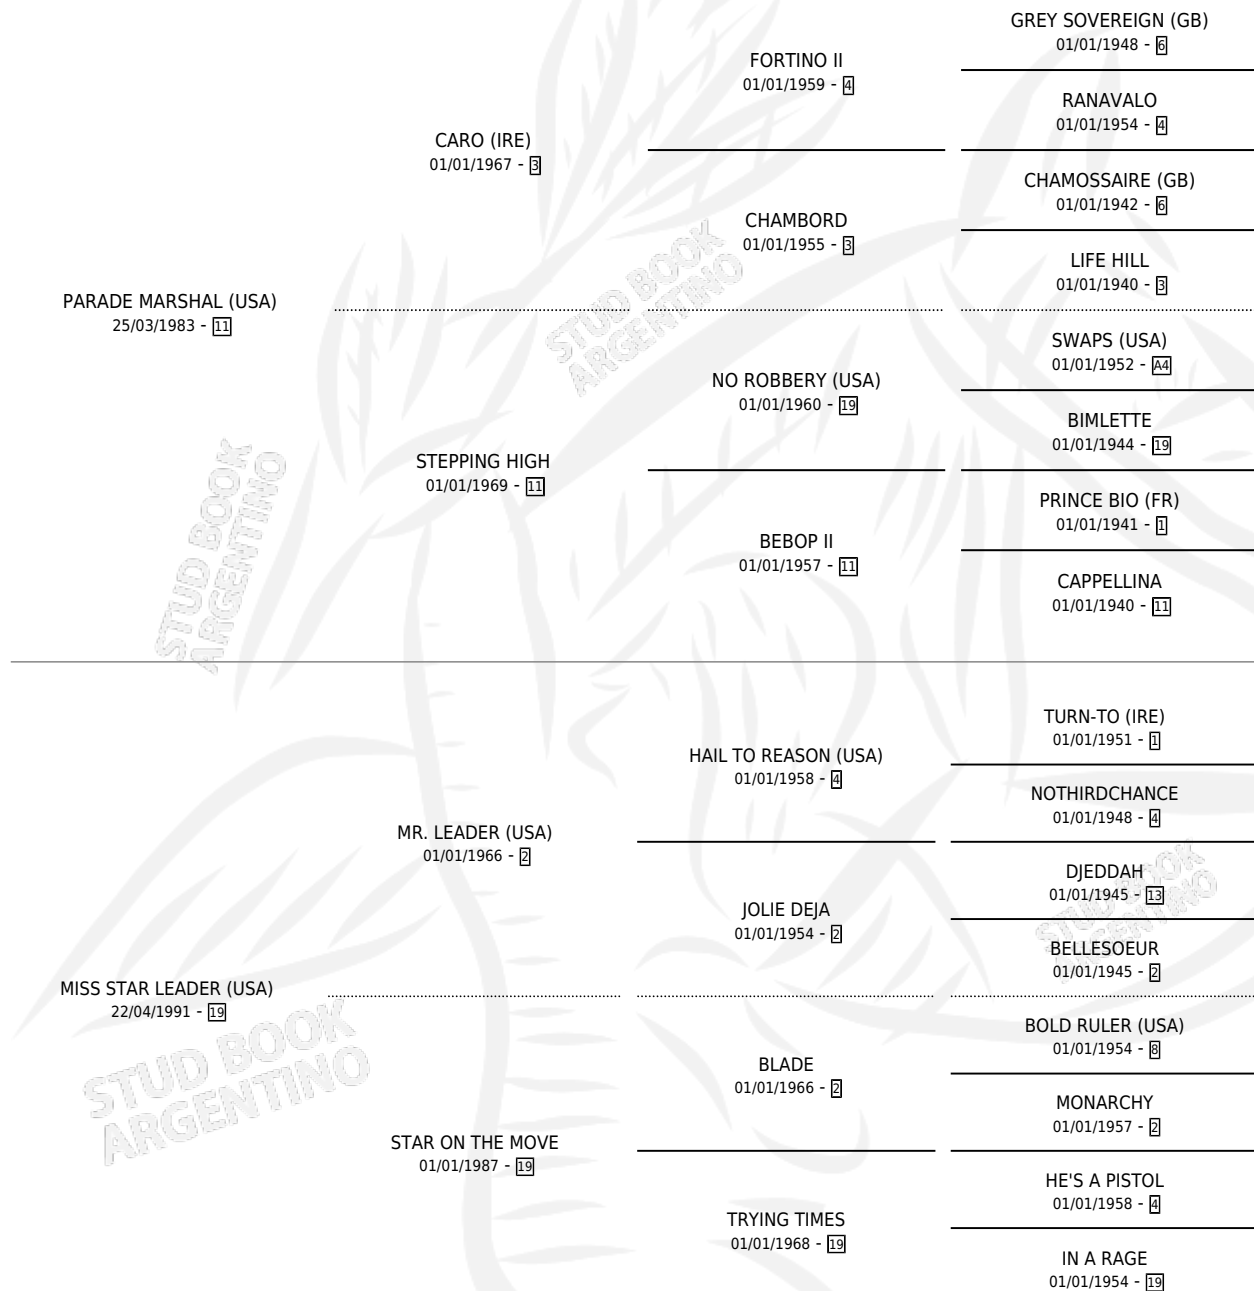 GREY SOVEREIGN (GB)
01/01/1948 - 6
FORTINO II
01/01/1959 - 4
RANAVALO
01/01/1954 - 4
CARO (IRE)
01/01/1967 - 3
CHAMOSSAIRE (GB)
01/01/1942 - 6
CHAMBORD
01/01/1955 - 3
LIFE HILL
01/01/1940 - 3
PARADE MARSHAL (USA)
25/03/1983 - 11
SWAPS (USA)
01/01/1952 - A4
NO ROBBERY (USA)
01/01/1960 - 19
BIMLETTE
01/01/1944 - 19
STEPPING HIGH
01/01/1969 - 11
PRINCE BIO (FR)
01/01/1941 - 1
BEBOP II
01/01/1957 - 11
CAPPELLINA
01/01/1940 - 11
TURN-TO (IRE)
01/01/1951 - 1
HAIL TO REASON (USA)
01/01/1958 - 4
NOTHIRDCHANCE
01/01/1948 - 4
MR. LEADER (USA)
01/01/1966 - 2
DJEDDAH
01/01/1945 - 13
JOLIE DEJA
01/01/1954 - 2
BELLESOEUR
01/01/1945 - 2
MISS STAR LEADER (USA)
22/04/1991 - 19
BOLD RULER (USA)
01/01/1954 - 8
BLADE
01/01/1966 - 2
MONARCHY
01/01/1957 - 2
STAR ON THE MOVE
01/01/1987 - 19
HE'S A PISTOL
01/01/1958 - 4
TRYING TIMES
01/01/1968 - 19
IN A RAGE
01/01/1954 - 19
STUD BOOK
ARGENTINO
STUD BOOK
ARGENTINO
STUD BOOK
ARGENTINO
STUD BOOK
ARGENTINO